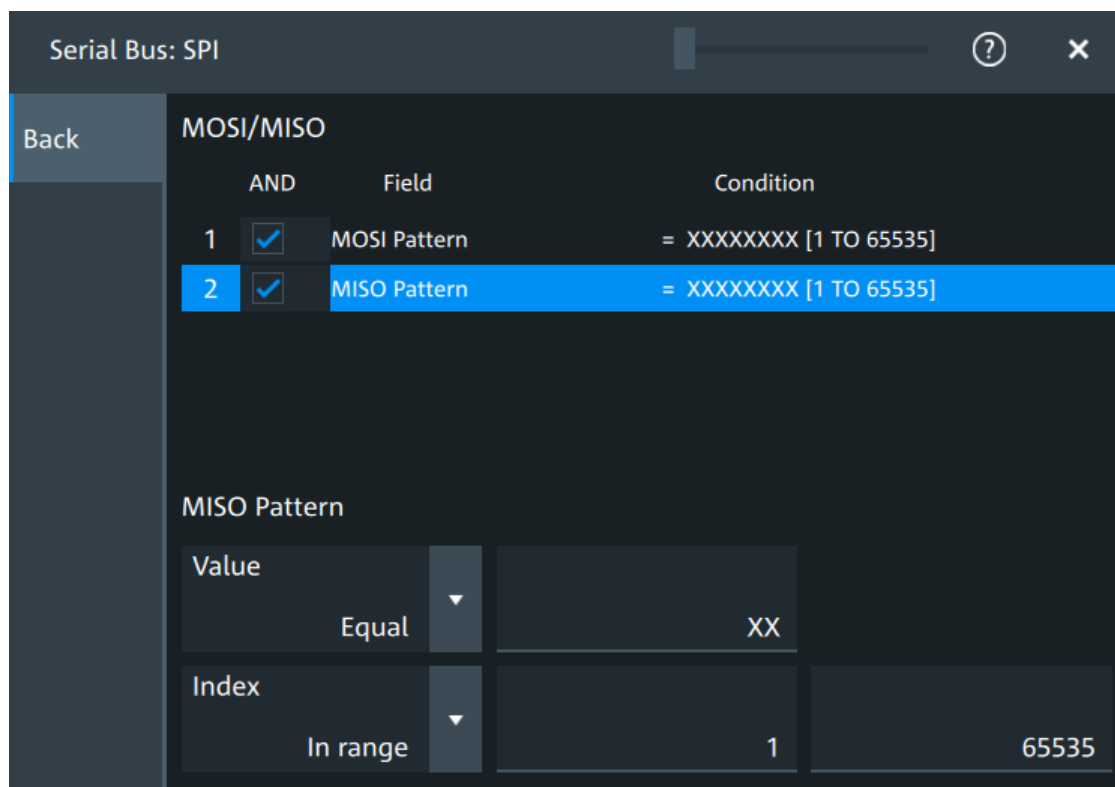 Serial Bus: SPI ? ×
Back
MOSI/MISO
AND Field Condition
1 MOSI Pattern = XXXXXXXX [1 TO 65535]
2 MISO Pattern = XXXXXXXX [1 TO 65535]
MISO Pattern
Value
Equal XX
Index
In range 1 65535